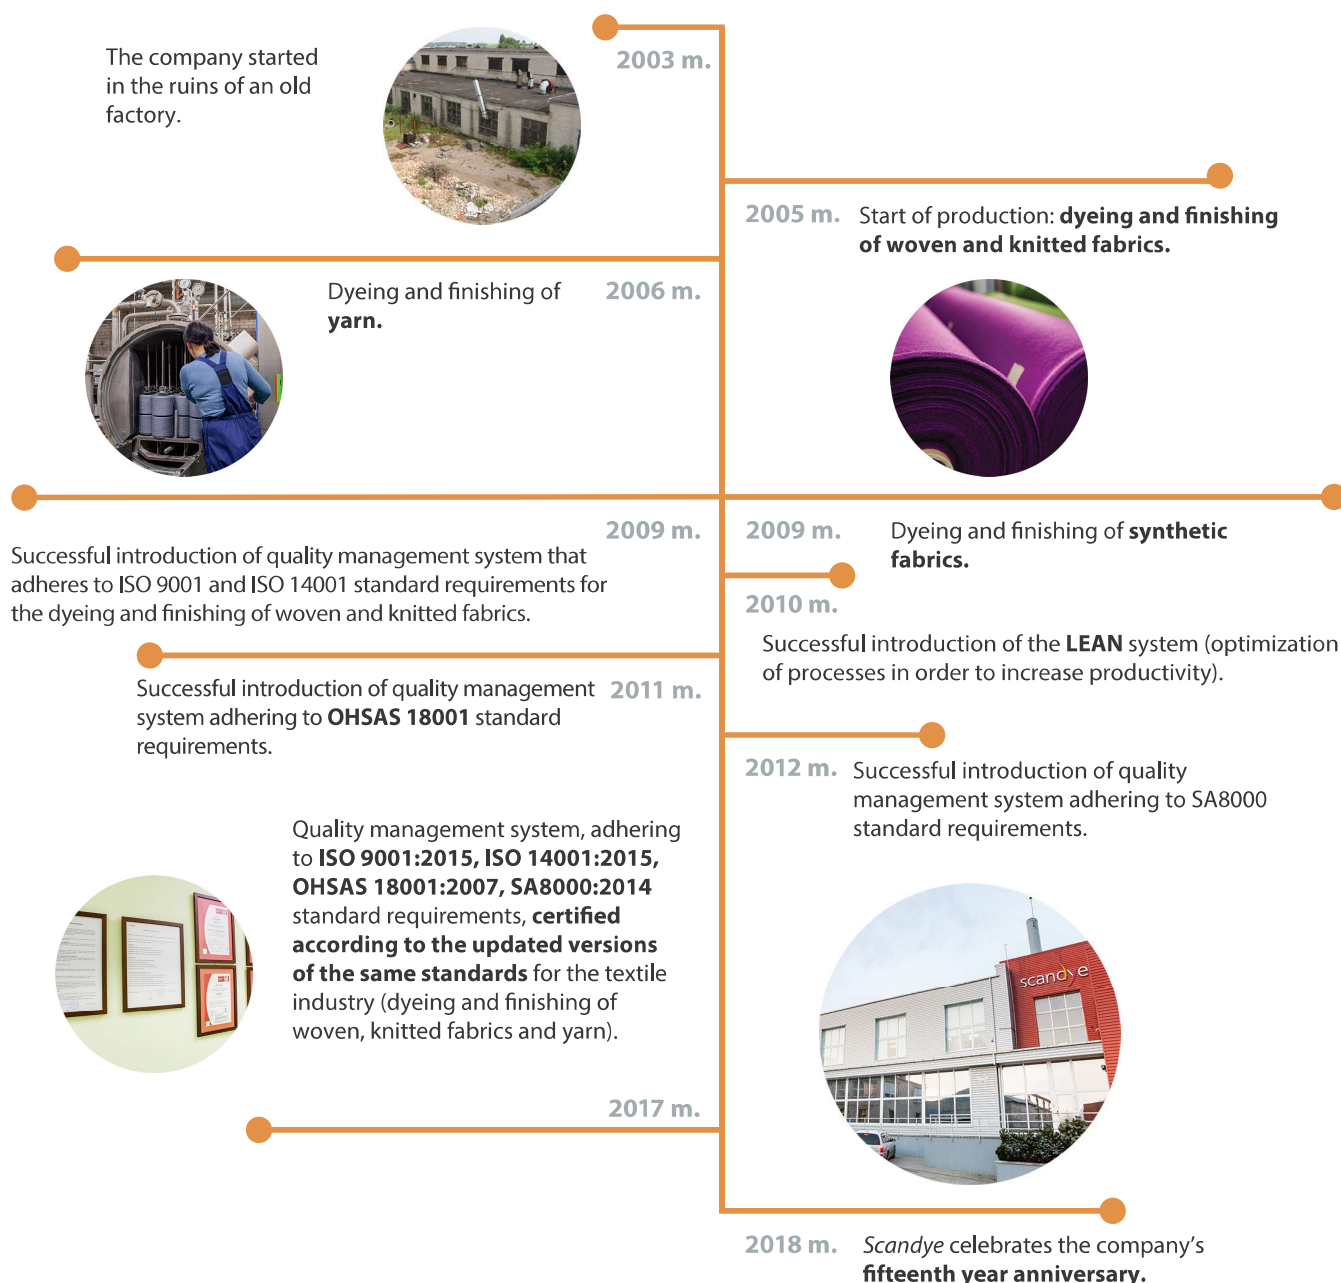 The company started
in the ruins of an old
factory.
2003 m.
2005 m.
Start of production: dyeing and finishing
of woven and knitted fabrics.
Dyeing and finishing of
yarn.
2006 m.
2009 m.
Successful introduction of quality management system that
adheres to ISO 9001 and ISO 14001 standard requirements for
the dyeing and finishing of woven and knitted fabrics.
2009 m.
Dyeing and finishing of synthetic
fabrics.
2010 m.
Successful introduction of the LEAN system (optimization
of processes in order to increase productivity).
Successful introduction of quality management
system adhering to OHSAS 18001 standard
requirements.
2011 m.
2012 m.
Successful introduction of quality
management system adhering to SA8000
standard requirements.
Quality management system, adhering
to ISO 9001:2015, ISO 14001:2015,
OHSAS 18001:2007, SA8000:2014
standard requirements, certified
according to the updated versions
of the same standards for the textile
industry (dyeing and finishing of
woven, knitted fabrics and yarn).
scandye
2017 m.
2018 m.
Scandye celebrates the company's
fifteenth year anniversary.